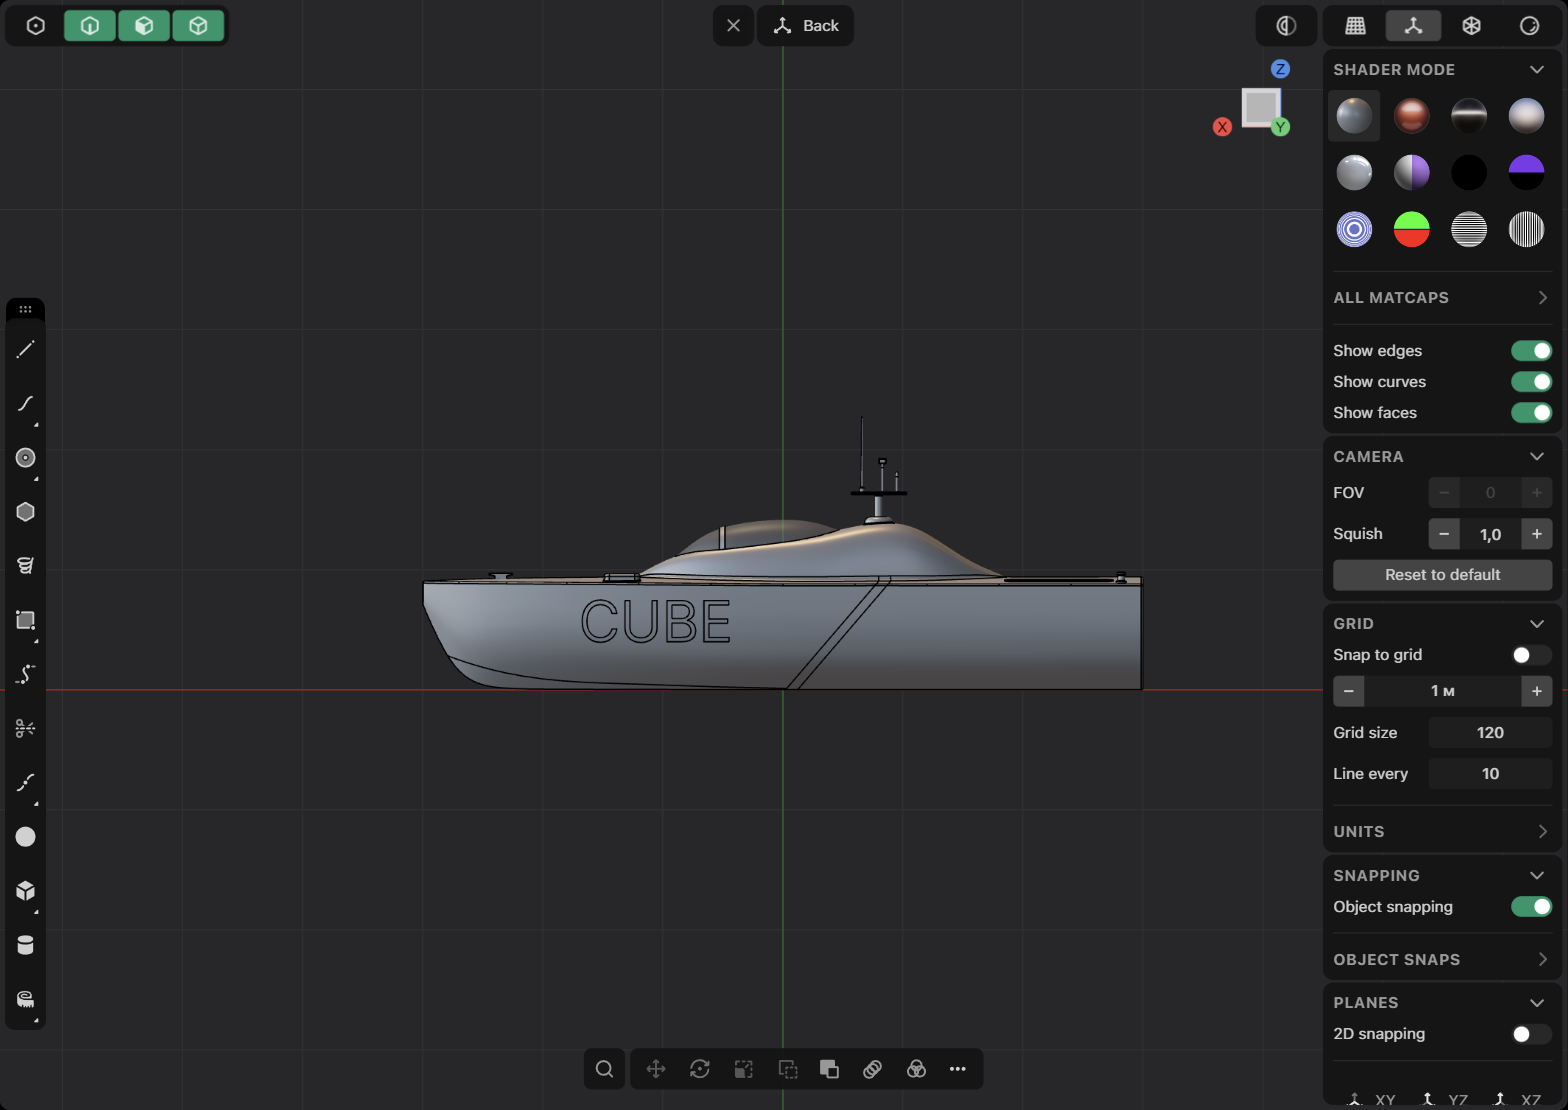 Back
Z
X
Y
SHADER MODE
ALL MATCAPS
Show edges
Show curves
Show faces
CAMERA
FOV
− 0 +
Squish
− 1,0 +
Reset to default
GRID
Snap to grid
− 1 м +
Grid size
120
Line every
10
UNITS
SNAPPING
Object snapping
OBJECT SNAPS
PLANES
2D snapping
XY
YZ
XZ
CUBE